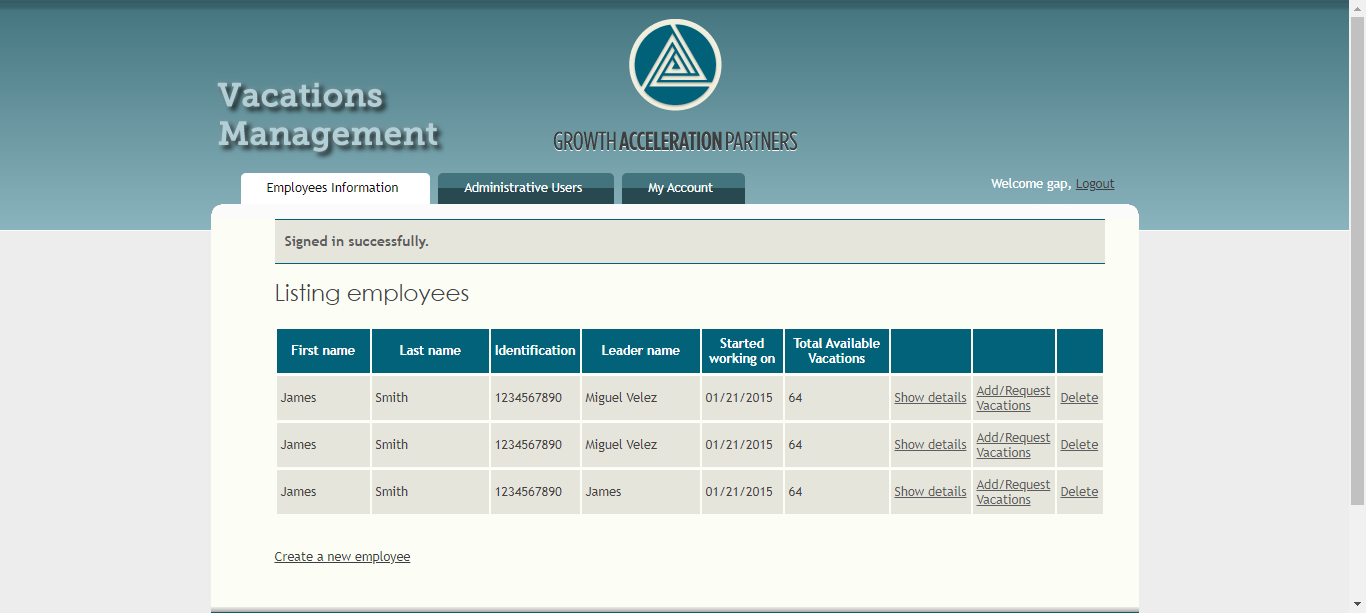 Vacations
Management
GROWTH ACCELERATION PARTNERS
Employees Information Administrative Users My Account Welcome gap, Logout
Signed in successfully.
Listing employees
First name Last name Identification Leader name Started working on Total Available Vacations
James Smith 1234567890 Miguel Velez 01/21/2015 64 Show details Add/Request Vacations Delete
James Smith 1234567890 Miguel Velez 01/21/2015 64 Show details Add/Request Vacations Delete
James Smith 1234567890 James 01/21/2015 64 Show details Add/Request Vacations Delete
Create a new employee